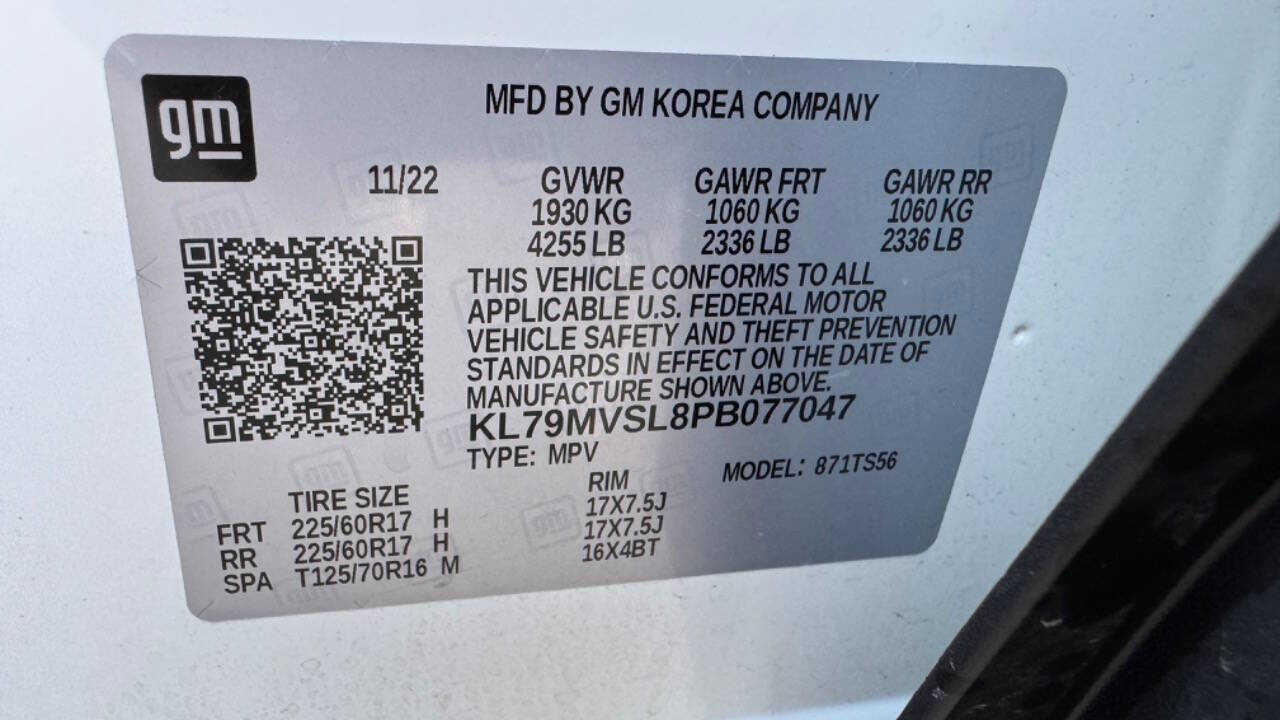 gm
MFD BY GM KOREA COMPANY
11/22 GVWR GAWR FRT GAWR RR
1930 KG 1060 KG 1060 KG
4255 LB 2336 LB 2336 LB
THIS VEHICLE CONFORMS TO ALL
APPLICABLE U.S. FEDERAL MOTOR
VEHICLE SAFETY AND THEFT PREVENTION
STANDARDS IN EFFECT ON THE DATE OF
MANUFACTURE SHOWN ABOVE.
KL79MVSL8PB077047
TYPE: MPV MODEL: 871TS56
TIRE SIZE RIM
FRT 225/60R17 H 17X7.5J
RR 225/60R17 H 17X7.5J
SPA T125/70R16 M 16X4BT